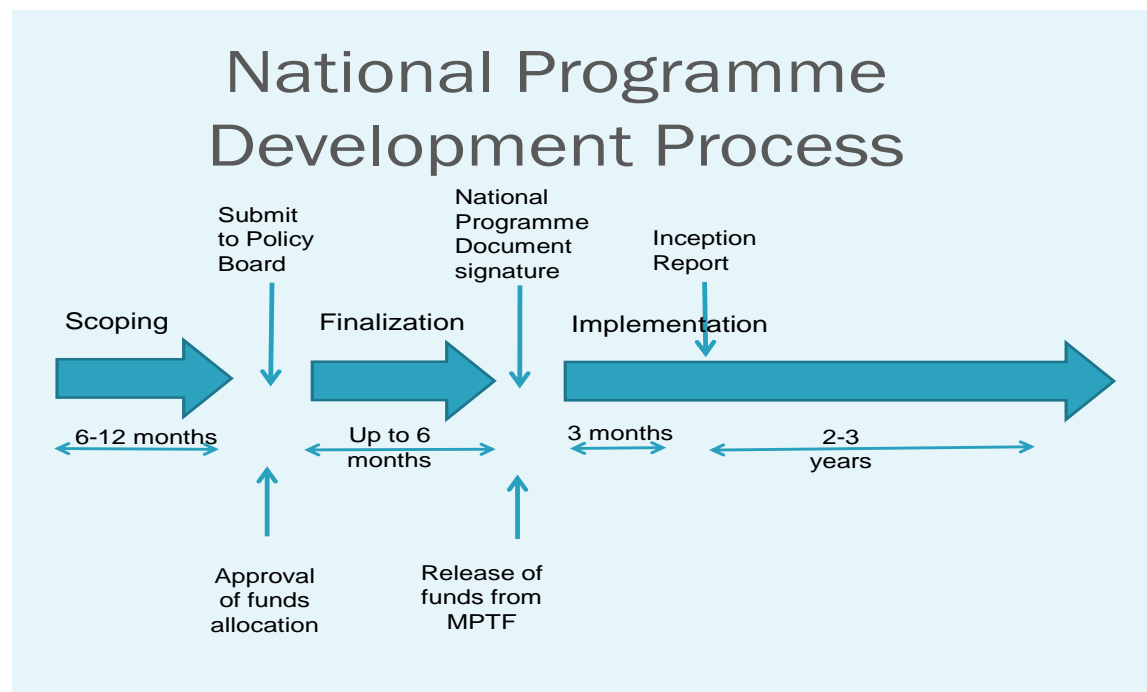 National Programme
Development Process
Submit
to Policy
Board
National
Programme
Document
signature
Inception
Report
Scoping
Finalization
Implementation
6-12 months
Up to 6
months
3 months
2-3
years
Approval
of funds
allocation
Release of
funds from
MPTF